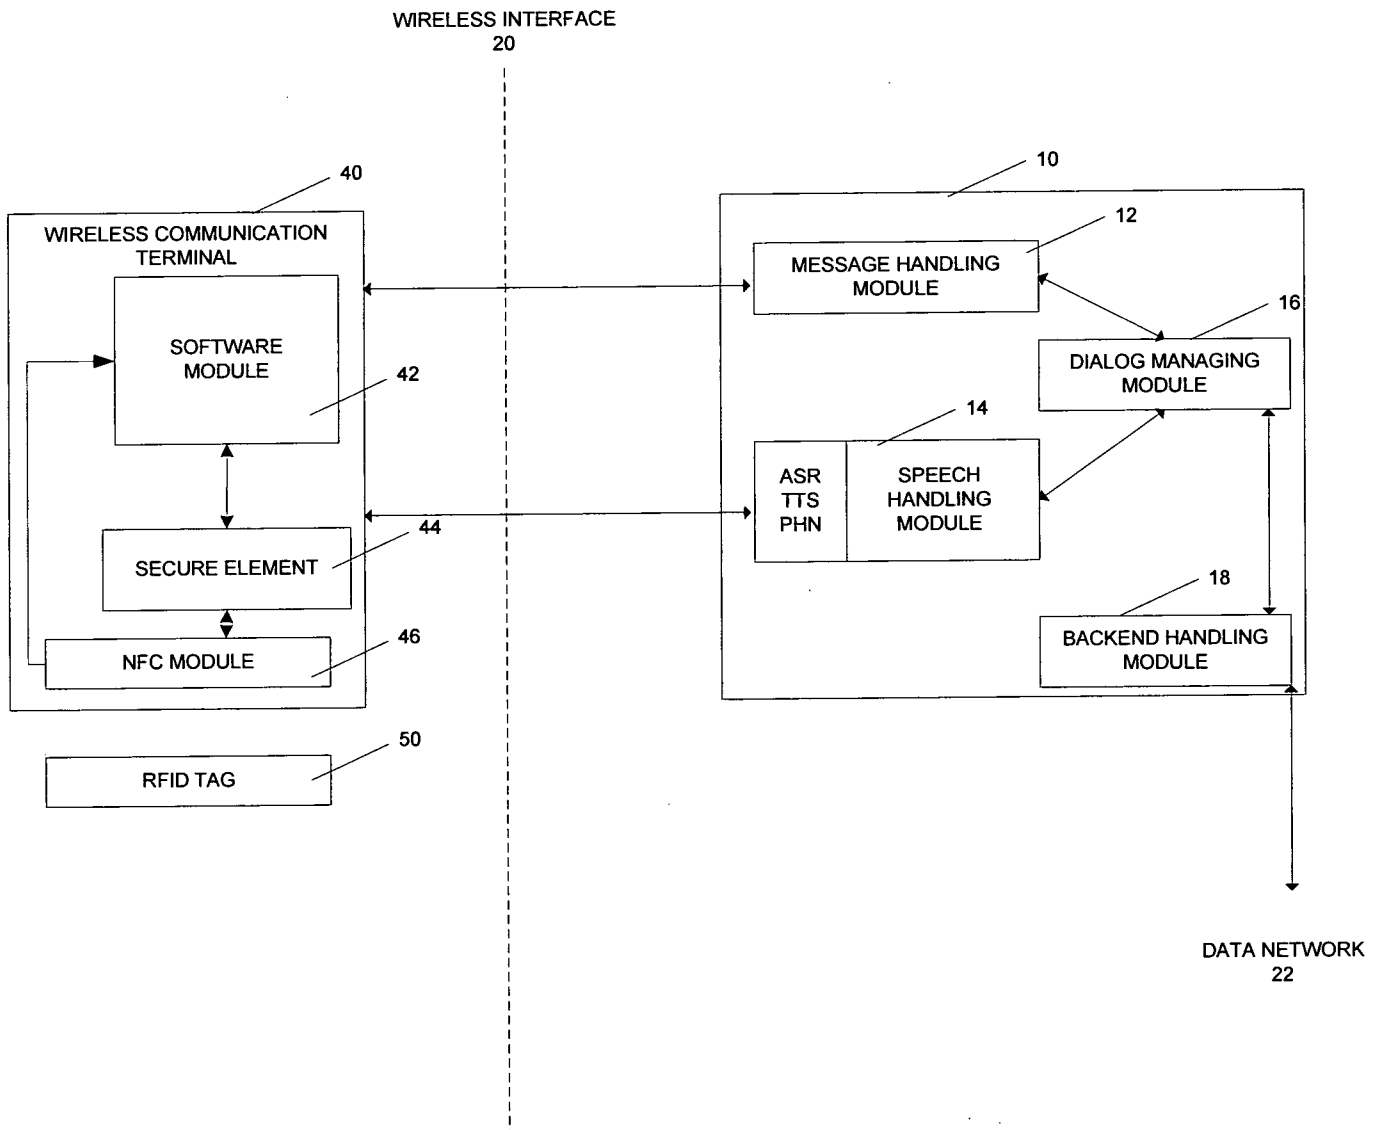 WIRELESS INTERFACE
20
40
WIRELESS COMMUNICATION
TERMINAL
SOFTWARE
MODULE
42
44
SECURE ELEMENT
46
NFC MODULE
50
RFID TAG
10
12
MESSAGE HANDLING
MODULE
16
DIALOG MANAGING
MODULE
14
ASR
TTS
PHN
SPEECH
HANDLING
MODULE
18
BACKEND HANDLING
MODULE
DATA NETWORK
22